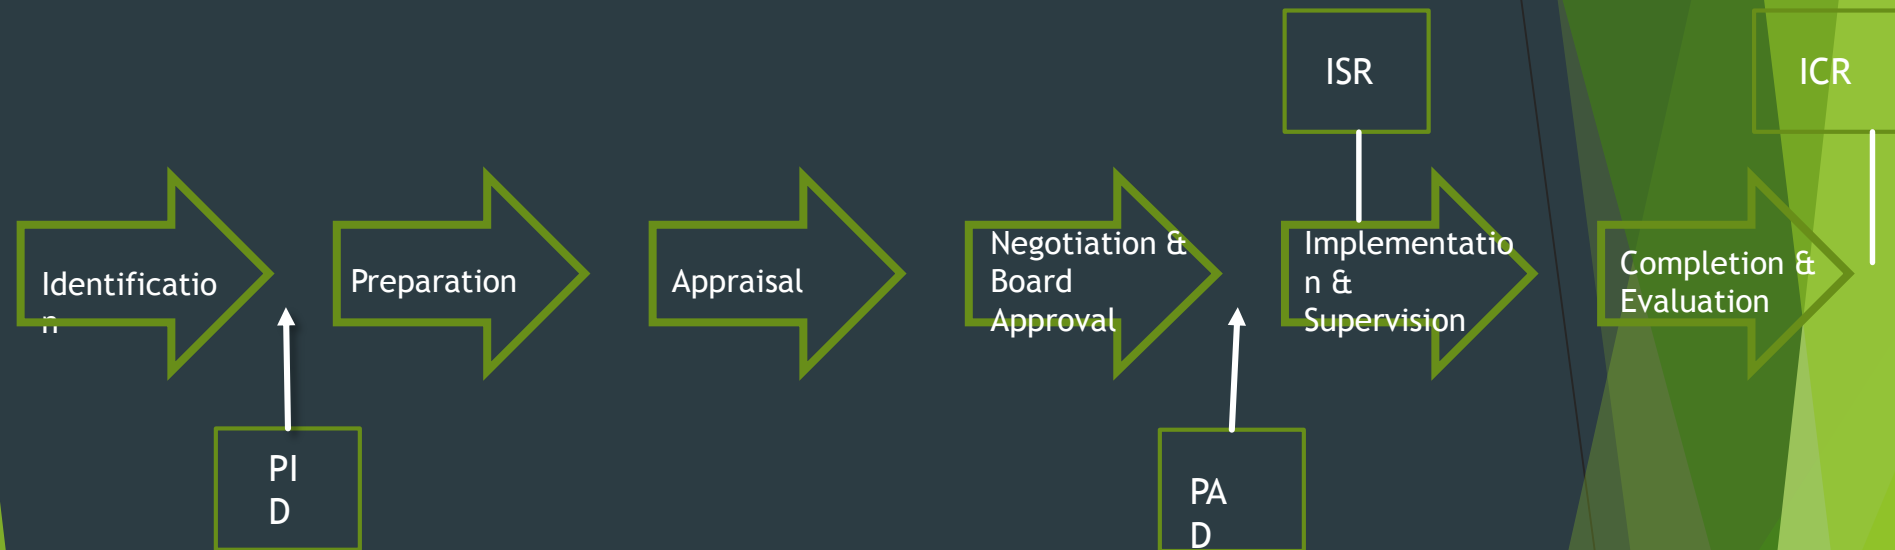 ISR
ICR
Identificatio
n
Preparation
Appraisal
Negotiation &
Board
Approval
Implementatio
n &
Supervision
Completion &
Evaluation
PI
D
PA
D